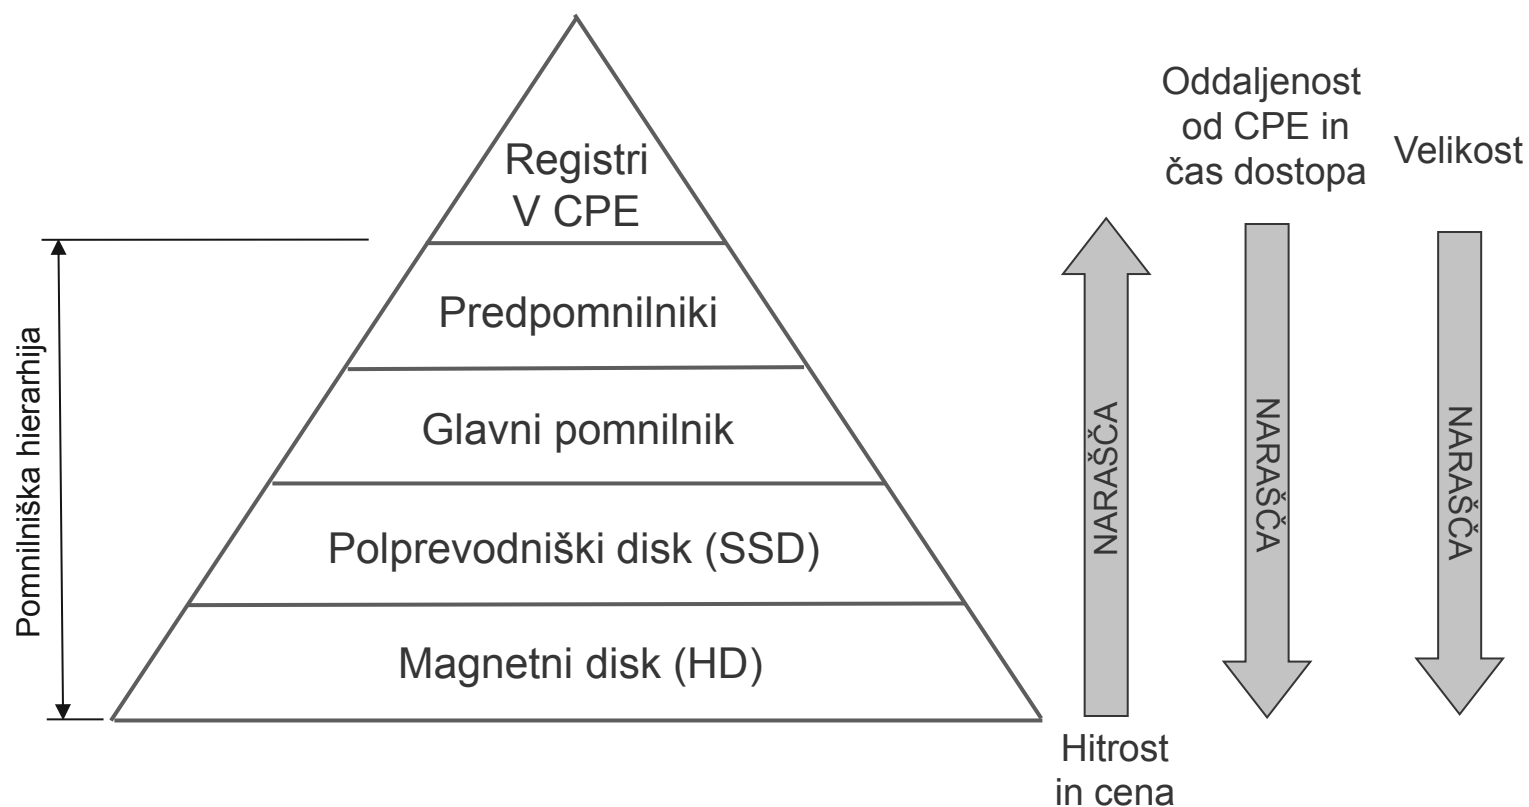 Registri
V CPE
Predpomnilniki
Glavni pomnilnik
Polprevodniški disk (SSD)
Magnetni disk (HD)
Pomnilniška hierarhija
Oddaljenost
od CPE in
čas dostopa
Velikost
NARAŠČA
NARAŠČA
NARAŠČA
Hitrost
in cena